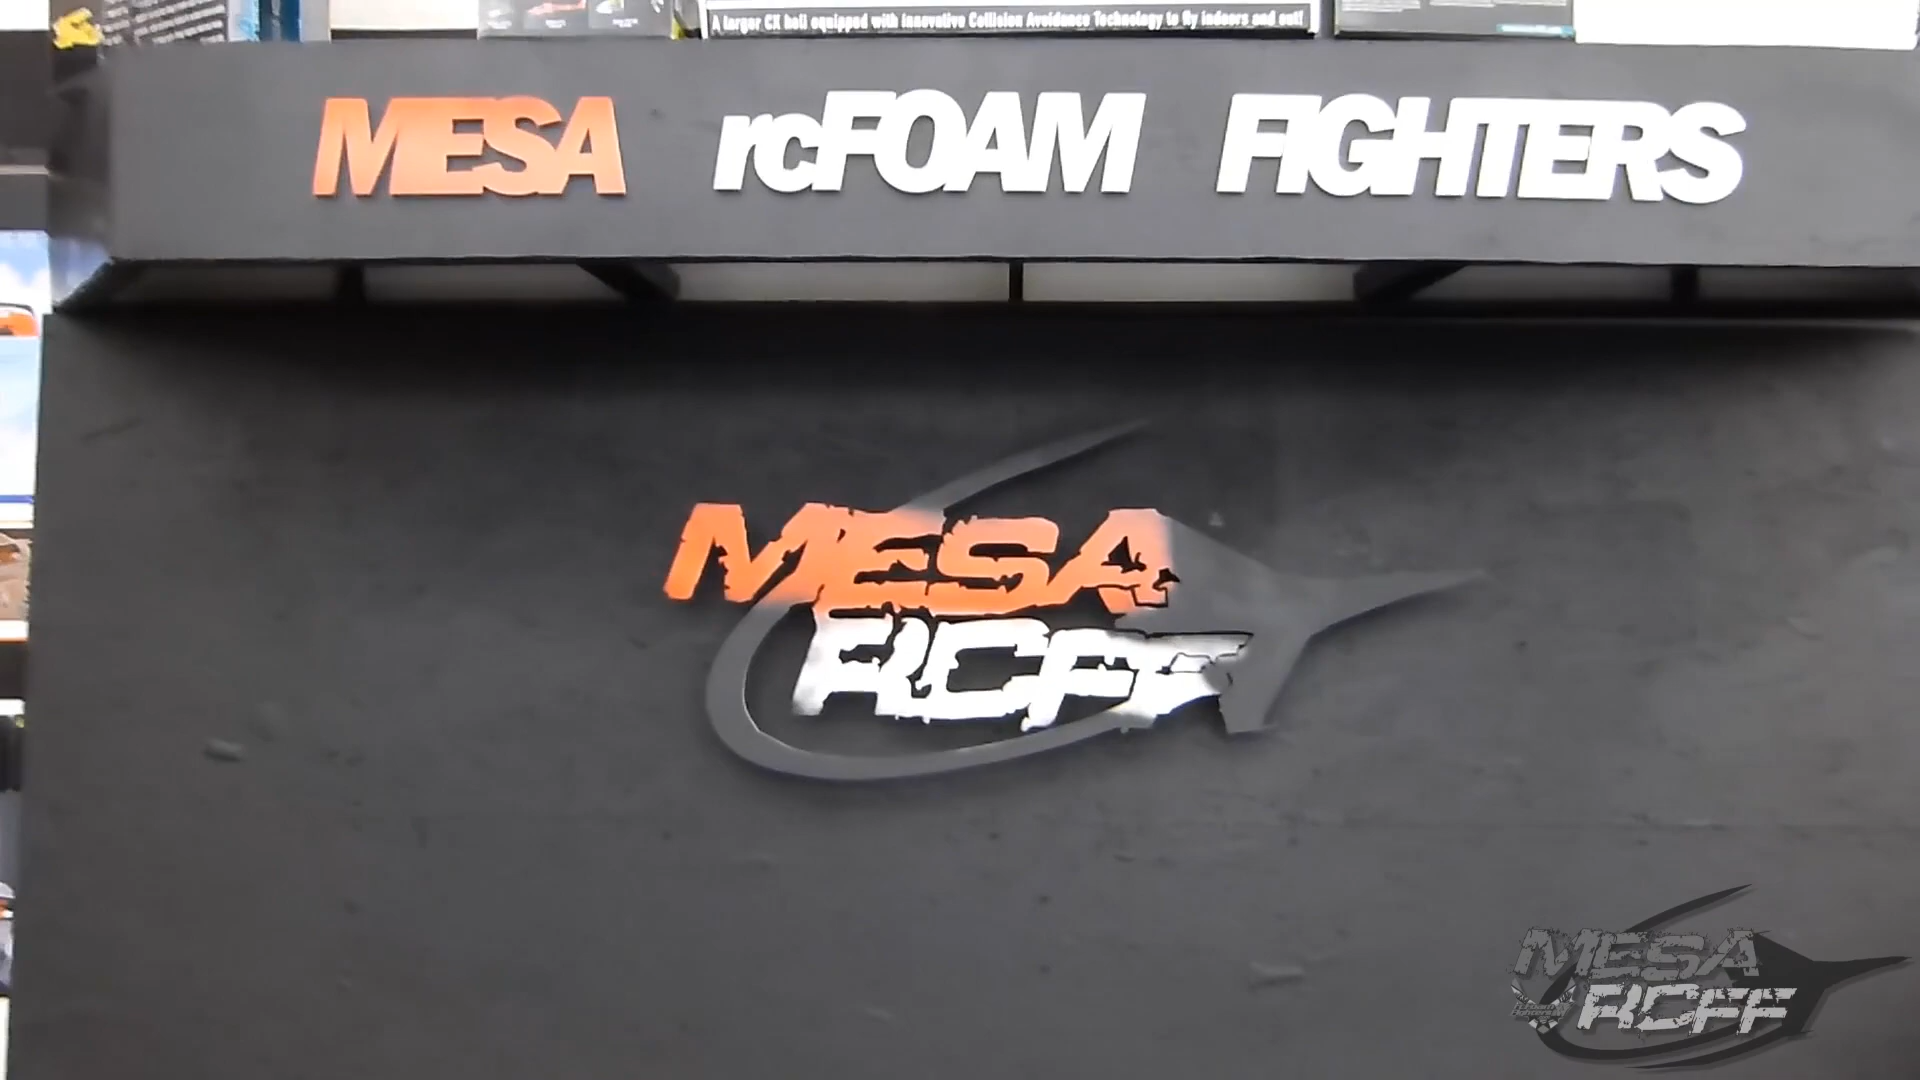 A larger CX heli equipped with innovative Collision Avoidance Technology to fly indoors and out!
MESA rcFOAM FIGHTERS
MESA
RCFF
MESA
RCFF